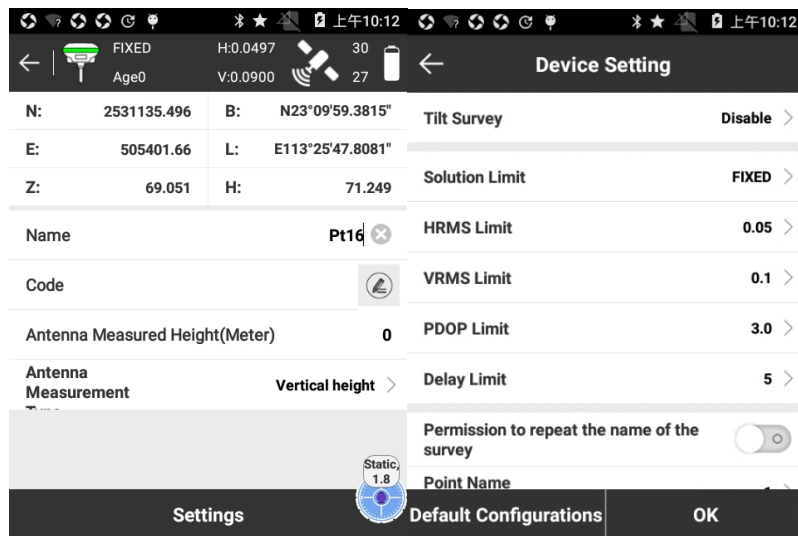 上午10:12
FIXED H:0.0497 30
Age0 V:0.0900 27
N: 2531135.496 B: N23°09'59.3815"
E: 505401.66 L: E113°25'47.8081"
Z: 69.051 H: 71.249
Name Pt16
Code
Antenna Measured Height(Meter) 0
Antenna
Measurement
Vertical height
Static,
1.8
Settings
上午10:12
Device Setting
Tilt Survey Disable
Solution Limit FIXED
HRMS Limit 0.05
VRMS Limit 0.1
PDOP Limit 3.0
Delay Limit 5
Permission to repeat the name of the
survey
Point Name
Default Configurations OK